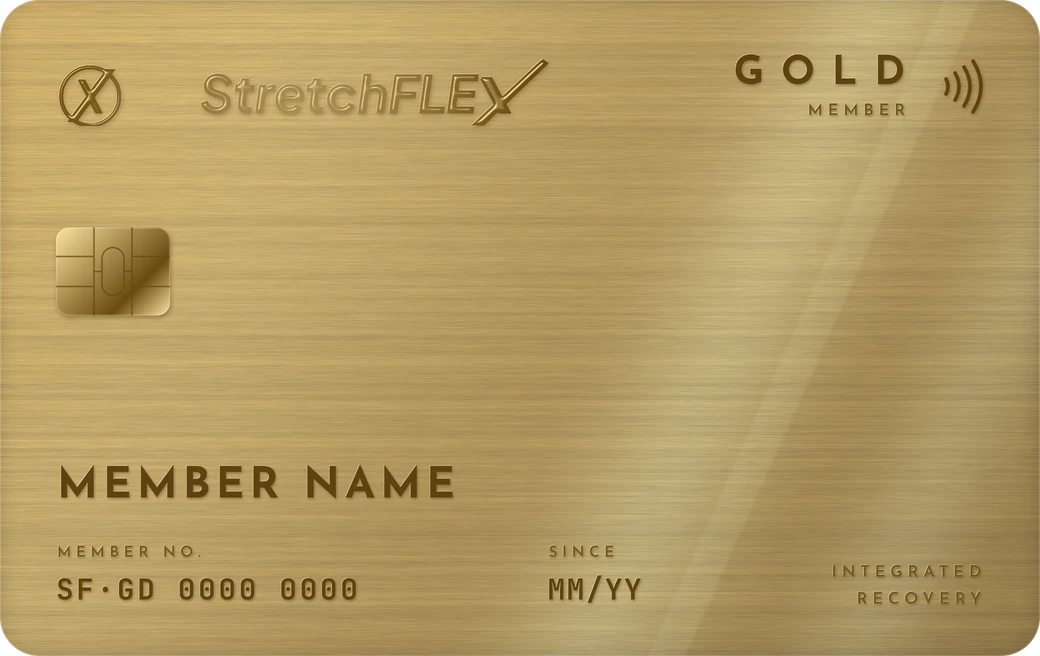 X StretchFLEX
GOLD
MEMBER
MEMBER NAME
MEMBER NO.
SF·GD 0000 0000
SINCE
MM/YY
INTEGRATED
RECOVERY